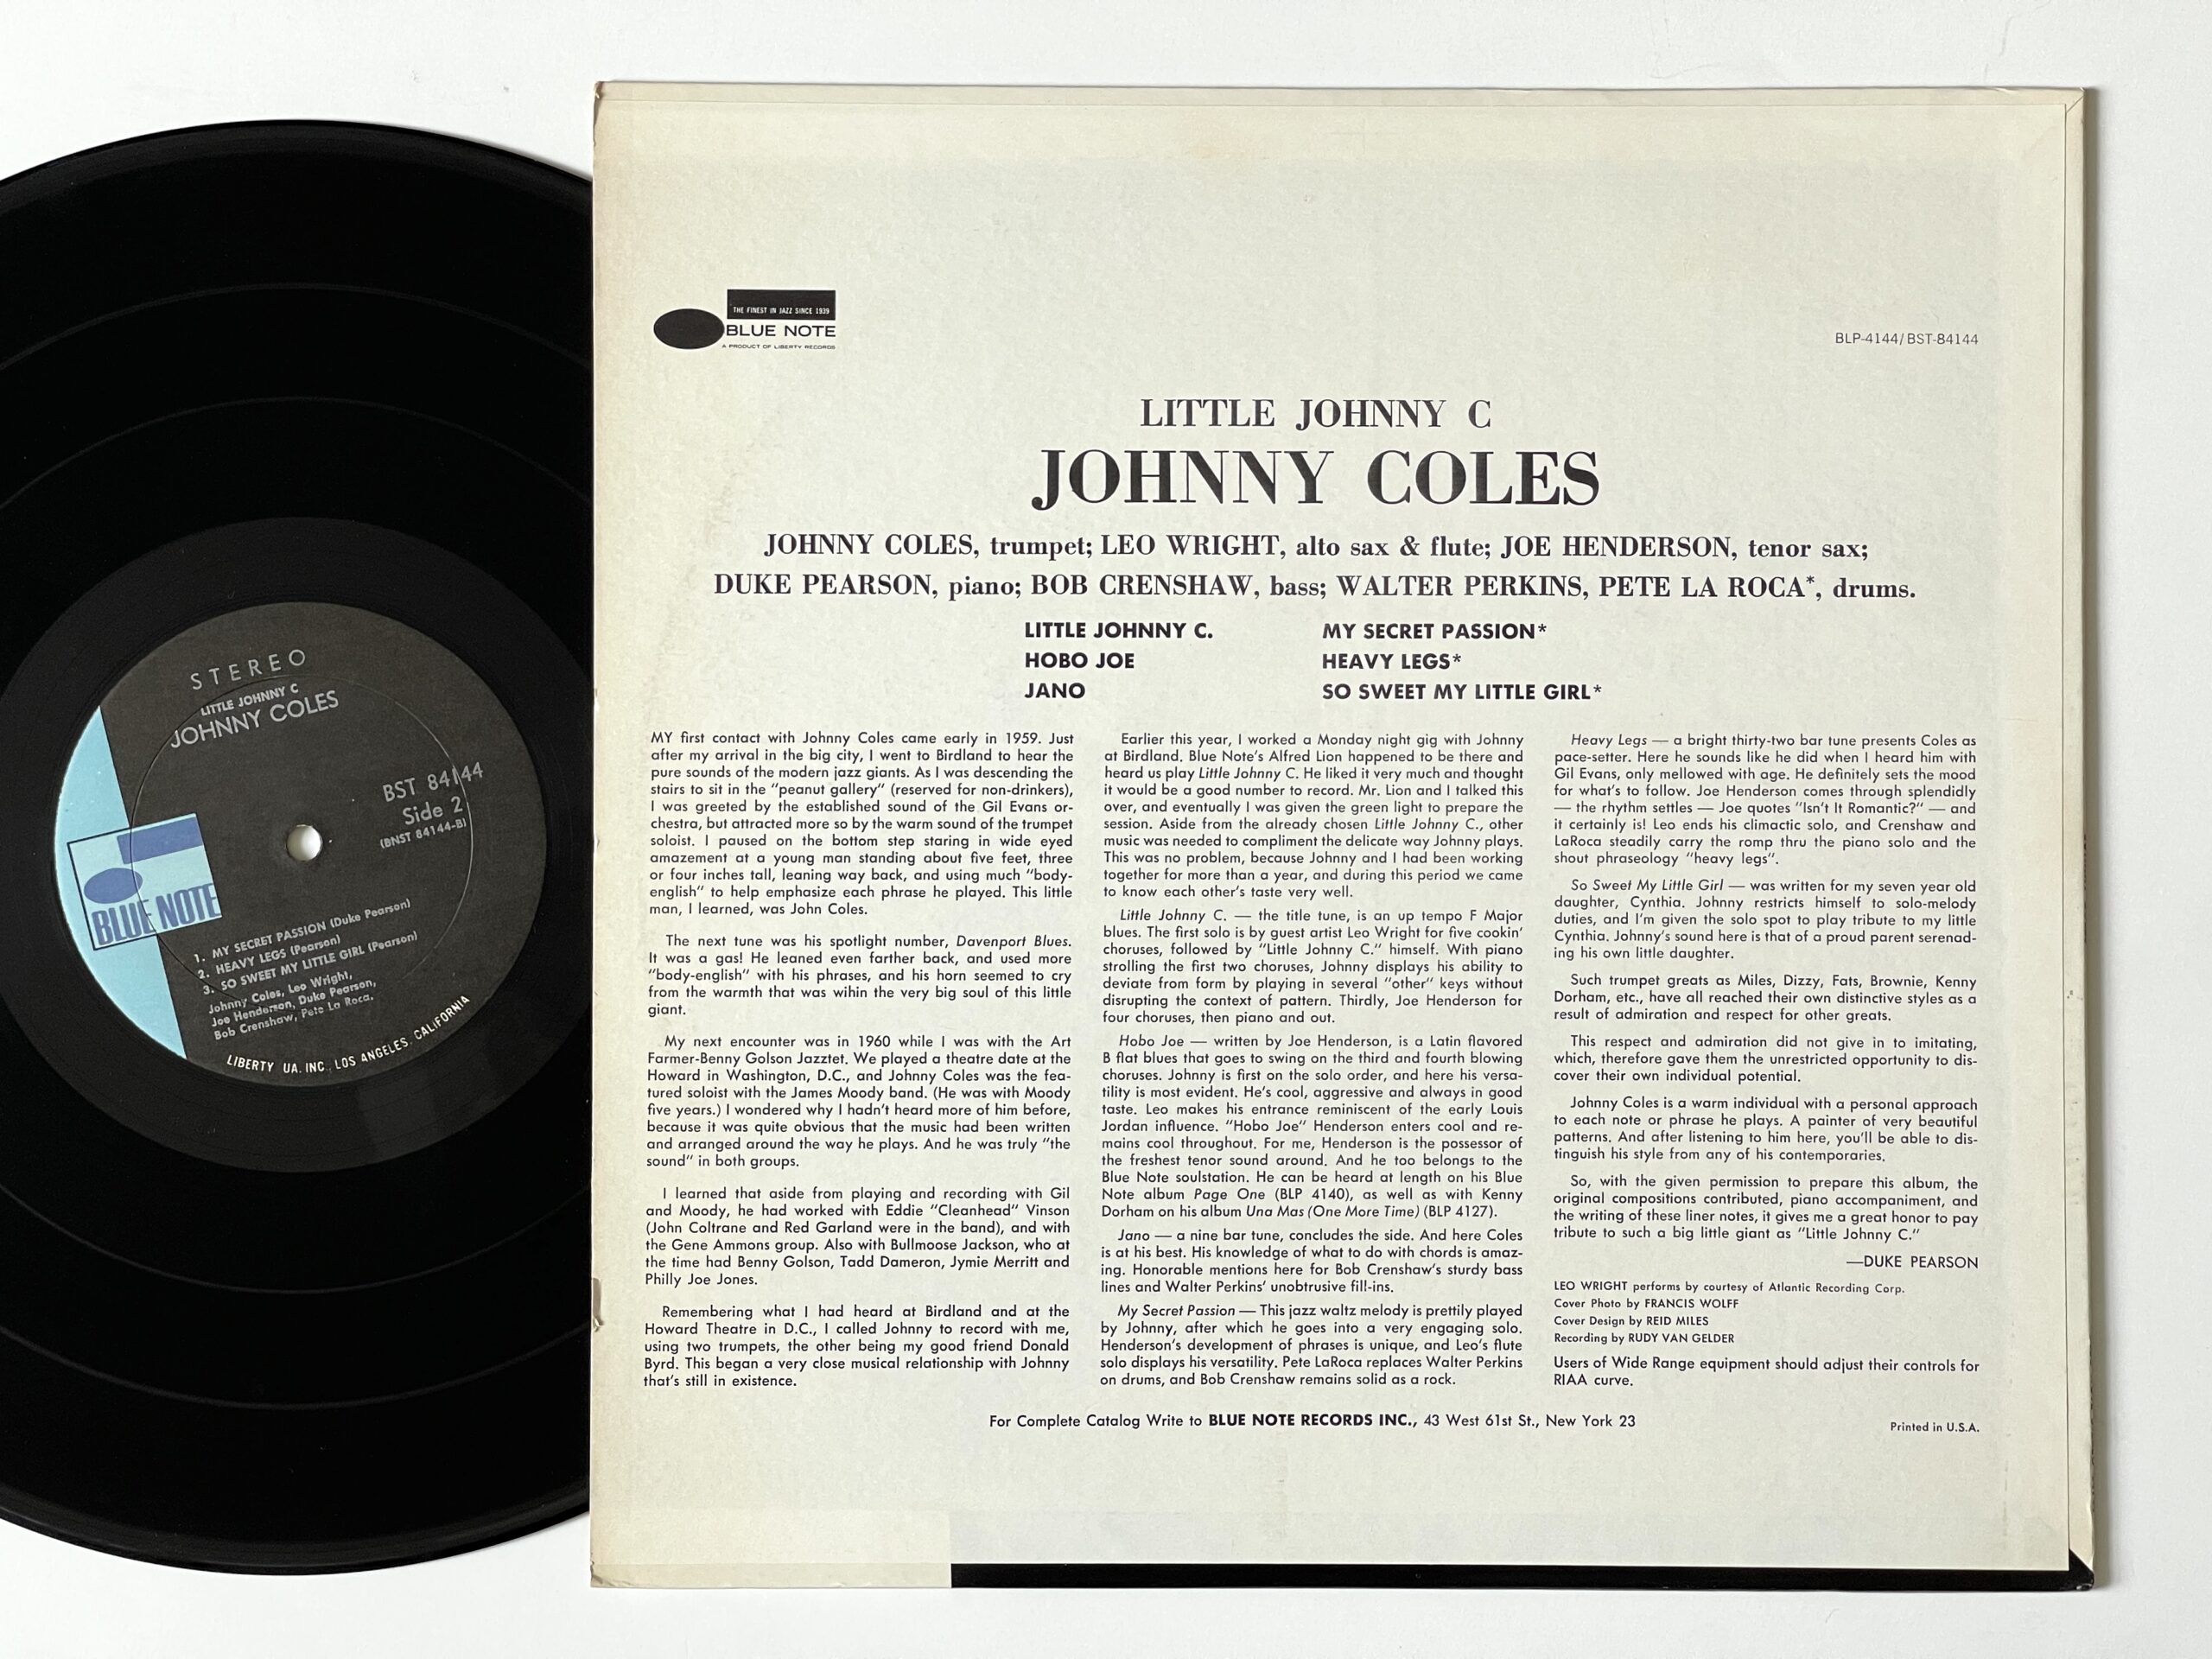 STEREO
LITTLE JOHNNY C
JOHNNY COLES
BST 84144
Side 2
(BNST 84144-B)
BLUE NOTE
1. MY SECRET PASSION (Duke Pearson)
2. HEAVY LEGS (Pearson)
3. SO SWEET MY LITTLE GIRL (Pearson)
Johnny Coles, Leo Wright,
Joe Henderson, Duke Pearson,
Bob Crenshaw, Pete La Roca.
LIBERTY UA. INC. LOS ANGELES, CALIFORNIA
THE FINEST IN JAZZ SINCE 1939
BLUE NOTE
A PRODUCT OF LIBERTY RECORDS
BLP-4144/BST-84144
LITTLE JOHNNY C
JOHNNY COLES
JOHNNY COLES, trumpet; LEO WRIGHT, alto sax & flute; JOE HENDERSON, tenor sax;
DUKE PEARSON, piano; BOB CRENSHAW, bass; WALTER PERKINS, PETE LA ROCA*, drums.
LITTLE JOHNNY C.
HOBO JOE
JANO
MY SECRET PASSION*
HEAVY LEGS*
SO SWEET MY LITTLE GIRL*
MY first contact with Johnny Coles came early in 1959. Just
after my arrival in the big city, I went to Birdland to hear the
pure sounds of the modern jazz giants. As I was descending the
stairs to sit in the "peanut gallery" (reserved for non-drinkers),
I was greeted by the established sound of the Gil Evans or-
chestra, but attracted more so by the warm sound of the trumpet
soloist. I paused on the bottom step staring in wide eyed
amazement at a young man standing about five feet, three
or four inches tall, leaning way back, and using much "body-
english" to help emphasize each phrase he played. This little
man, I learned, was John Coles.
The next tune was his spotlight number, Davenport Blues.
It was a gas! He leaned even farther back, and used more
"body-english" with his phrases, and his horn seemed to cry
from the warmth that was wihin the very big soul of this little
giant.
My next encounter was in 1960 while I was with the Art
Farmer-Benny Golson Jazztet. We played a theatre date at the
Howard in Washington, D.C., and Johnny Coles was the fea-
tured soloist with the James Moody band. (He was with Moody
five years.) I wondered why I hadn't heard more of him before,
because it was quite obvious that the music had been written
and arranged around the way he plays. And he was truly "the
sound" in both groups.
I learned that aside from playing and recording with Gil
and Moody, he had worked with Eddie "Cleanhead" Vinson
(John Coltrane and Red Garland were in the band), and with
the Gene Ammons group. Also with Bullmoose Jackson, who at
the time had Benny Golson, Tadd Dameron, Jymie Merritt and
Philly Joe Jones.
Remembering what I had heard at Birdland and at the
Howard Theatre in D.C., I called Johnny to record with me,
using two trumpets, the other being my good friend Donald
Byrd. This began a very close musical relationship with Johnny
that's still in existence.
Earlier this year, I worked a Monday night gig with Johnny
at Birdland. Blue Note's Alfred Lion happened to be there and
heard us play Little Johnny C. He liked it very much and thought
it would be a good number to record. Mr. Lion and I talked this
over, and eventually I was given the green light to prepare the
session. Aside from the already chosen Little Johnny C., other
music was needed to compliment the delicate way Johnny plays.
This was no problem, because Johnny and I had been working
together for more than a year, and during this period we came
to know each other's taste very well.
Little Johnny C. — the title tune, is an up tempo F Major
blues. The first solo is by guest artist Leo Wright for five cookin'
choruses, followed by "Little Johnny C." himself. With piano
strolling the first two choruses, Johnny displays his ability to
deviate from form by playing in several "other" keys without
disrupting the context of pattern. Thirdly, Joe Henderson for
four choruses, then piano and out.
Hobo Joe — written by Joe Henderson, is a Latin flavored
B flat blues that goes to swing on the third and fourth blowing
choruses. Johnny is first on the solo order, and here his versa-
tility is most evident. He's cool, aggressive and always in good
taste. Leo makes his entrance reminiscent of the early Louis
Jordan influence. "Hobo Joe" Henderson enters cool and re-
mains cool throughout. For me, Henderson is the possessor of
the freshest tenor sound around. And he too belongs to the
Blue Note soulstation. He can be heard at length on his Blue
Note album Page One (BLP 4140), as well as with Kenny
Dorham on his album Una Mas (One More Time) (BLP 4127).
Jano — a nine bar tune, concludes the side. And here Coles
is at his best. His knowledge of what to do with chords is amaz-
ing. Honorable mentions here for Bob Crenshaw's sturdy bass
lines and Walter Perkins' unobtrusive fill-ins.
My Secret Passion — This jazz waltz melody is prettily played
by Johnny, after which he goes into a very engaging solo.
Henderson's development of phrases is unique, and Leo's flute
solo displays his versatility. Pete LaRoca replaces Walter Perkins
on drums, and Bob Crenshaw remains solid as a rock.
Heavy Legs — a bright thirty-two bar tune presents Coles as
pace-setter. Here he sounds like he did when I heard him with
Gil Evans, only mellowed with age. He definitely sets the mood
for what's to follow. Joe Henderson comes through splendidly
— the rhythm settles — Joe quotes "Isn't It Romantic?" — and
it certainly is! Leo ends his climactic solo, and Crenshaw and
LaRoca steadily carry the romp thru the piano solo and the
shout phraseology "heavy legs".
So Sweet My Little Girl — was written for my seven year old
daughter, Cynthia. Johnny restricts himself to solo-melody
duties, and I'm given the solo spot to play tribute to my little
Cynthia. Johnny's sound here is that of a proud parent serenad-
ing his own little daughter.
Such trumpet greats as Miles, Dizzy, Fats, Brownie, Kenny
Dorham, etc., have all reached their own distinctive styles as a
result of admiration and respect for other greats.
This respect and admiration did not give in to imitating,
which, therefore gave them the unrestricted opportunity to dis-
cover their own individual potential.
Johnny Coles is a warm individual with a personal approach
to each note or phrase he plays. A painter of very beautiful
patterns. And after listening to him here, you'll be able to dis-
tinguish his style from any of his contemporaries.
So, with the given permission to prepare this album, the
original compositions contributed, piano accompaniment, and
the writing of these liner notes, it gives me a great honor to pay
tribute to such a big little giant as "Little Johnny C."
—DUKE PEARSON
LEO WRIGHT performs by courtesy of Atlantic Recording Corp.
Cover Photo by FRANCIS WOLFF
Cover Design by REID MILES
Recording by RUDY VAN GELDER
Users of Wide Range equipment should adjust their controls for
RIAA curve.
For Complete Catalog Write to BLUE NOTE RECORDS INC., 43 West 61st St., New York 23
Printed in U.S.A.